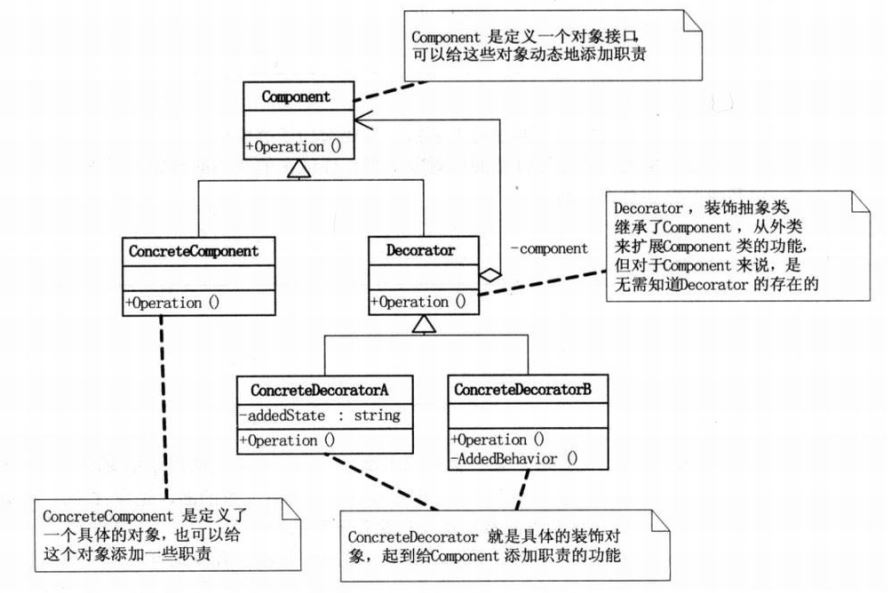 Component 是定义一个对象接口,
可以给这些对象动态地添加职责
Component
+Operation ()
Decorator ，装饰抽象类,
继承了Component ，从外类
来扩展Component 类的功能,
但对于Component 来说，是
无需知道Decorator 的存在的
ConcreteComponent
+Operation ()
Decorator
+Operation ()
-component
ConcreteDecoratorA
-addedState : string
+Operation ()
ConcreteDecoratorB
+Operation ()
-AddedBehavior ()
ConcreteComponent 是定义了
一个具体的对象，也可以给
这个对象添加一些职责
ConcreteDecorator 就是具体的装饰对
象，起到给Component 添加职责的功能